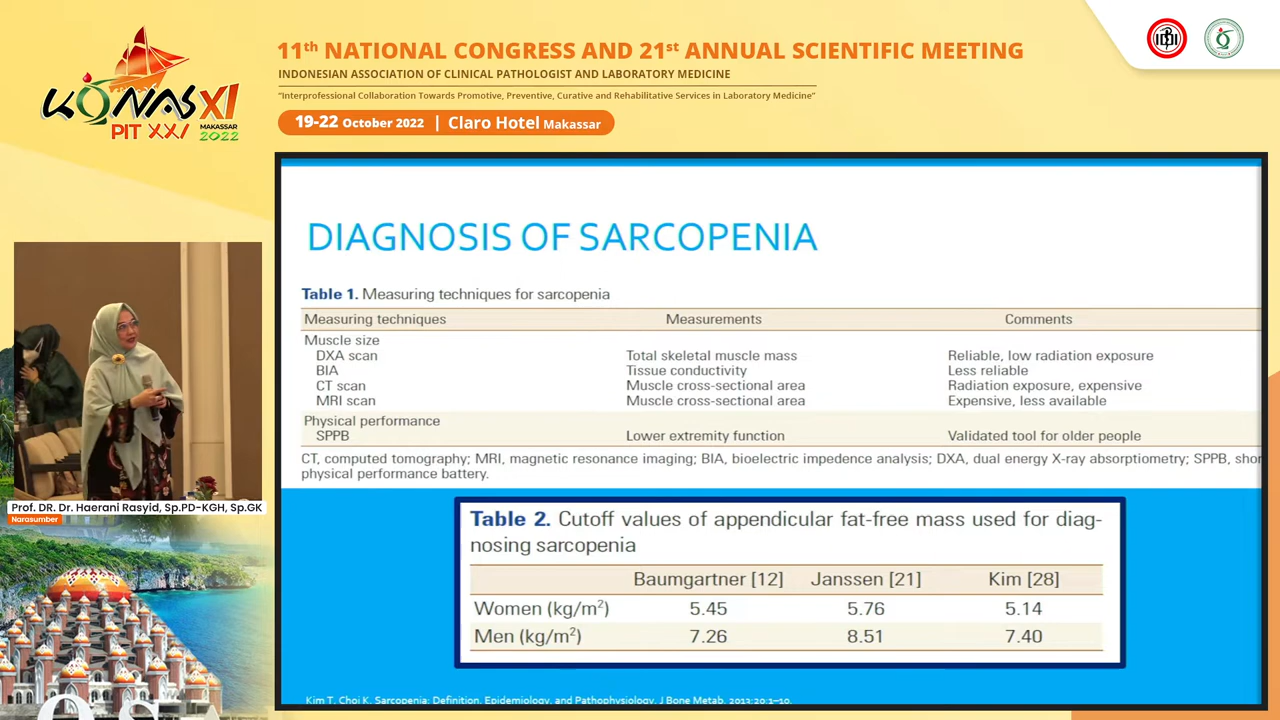 KONAS XI
PIT XXI
MAKASSAR
2022
11th NATIONAL CONGRESS AND 21st ANNUAL SCIENTIFIC MEETING
INDONESIAN ASSOCIATION OF CLINICAL PATHOLOGIST AND LABORATORY MEDICINE
"Interprofessional Collaboration Towards Promotive, Preventive, Curative and Rehabilitative Services in Laboratory Medicine"
19-22 October 2022 | Claro Hotel Makassar
DIAGNOSIS OF SARCOPENIA
Table 1. Measuring techniques for sarcopenia
Measuring techniques Measurements Comments
Muscle size
DXA scan Total skeletal muscle mass Reliable, low radiation exposure
BIA Tissue conductivity Less reliable
CT scan Muscle cross-sectional area Radiation exposure, expensive
MRI scan Muscle cross-sectional area Expensive, less available
Physical performance
SPPB Lower extremity function Validated tool for older people
CT, computed tomography; MRI, magnetic resonance imaging; BIA, bioelectric impedance analysis; DXA, dual energy X-ray absorptiometry; SPPB, shor
physical performance battery.
Table 2. Cutoff values of appendicular fat-free mass used for diag-
nosing sarcopenia
Baumgartner [12] Janssen [21] Kim [28]
Women (kg/m²) 5.45 5.76 5.14
Men (kg/m²) 7.26 8.51 7.40
Kim T, Choi K. Sarcopenia: Definition, Epidemiology, and Pathophysiology. J Bone Metab. 2013;20:1–10.
Prof. DR. Dr. Haerani Rasyid, Sp.PD-KGH, Sp.GK
Narasumber